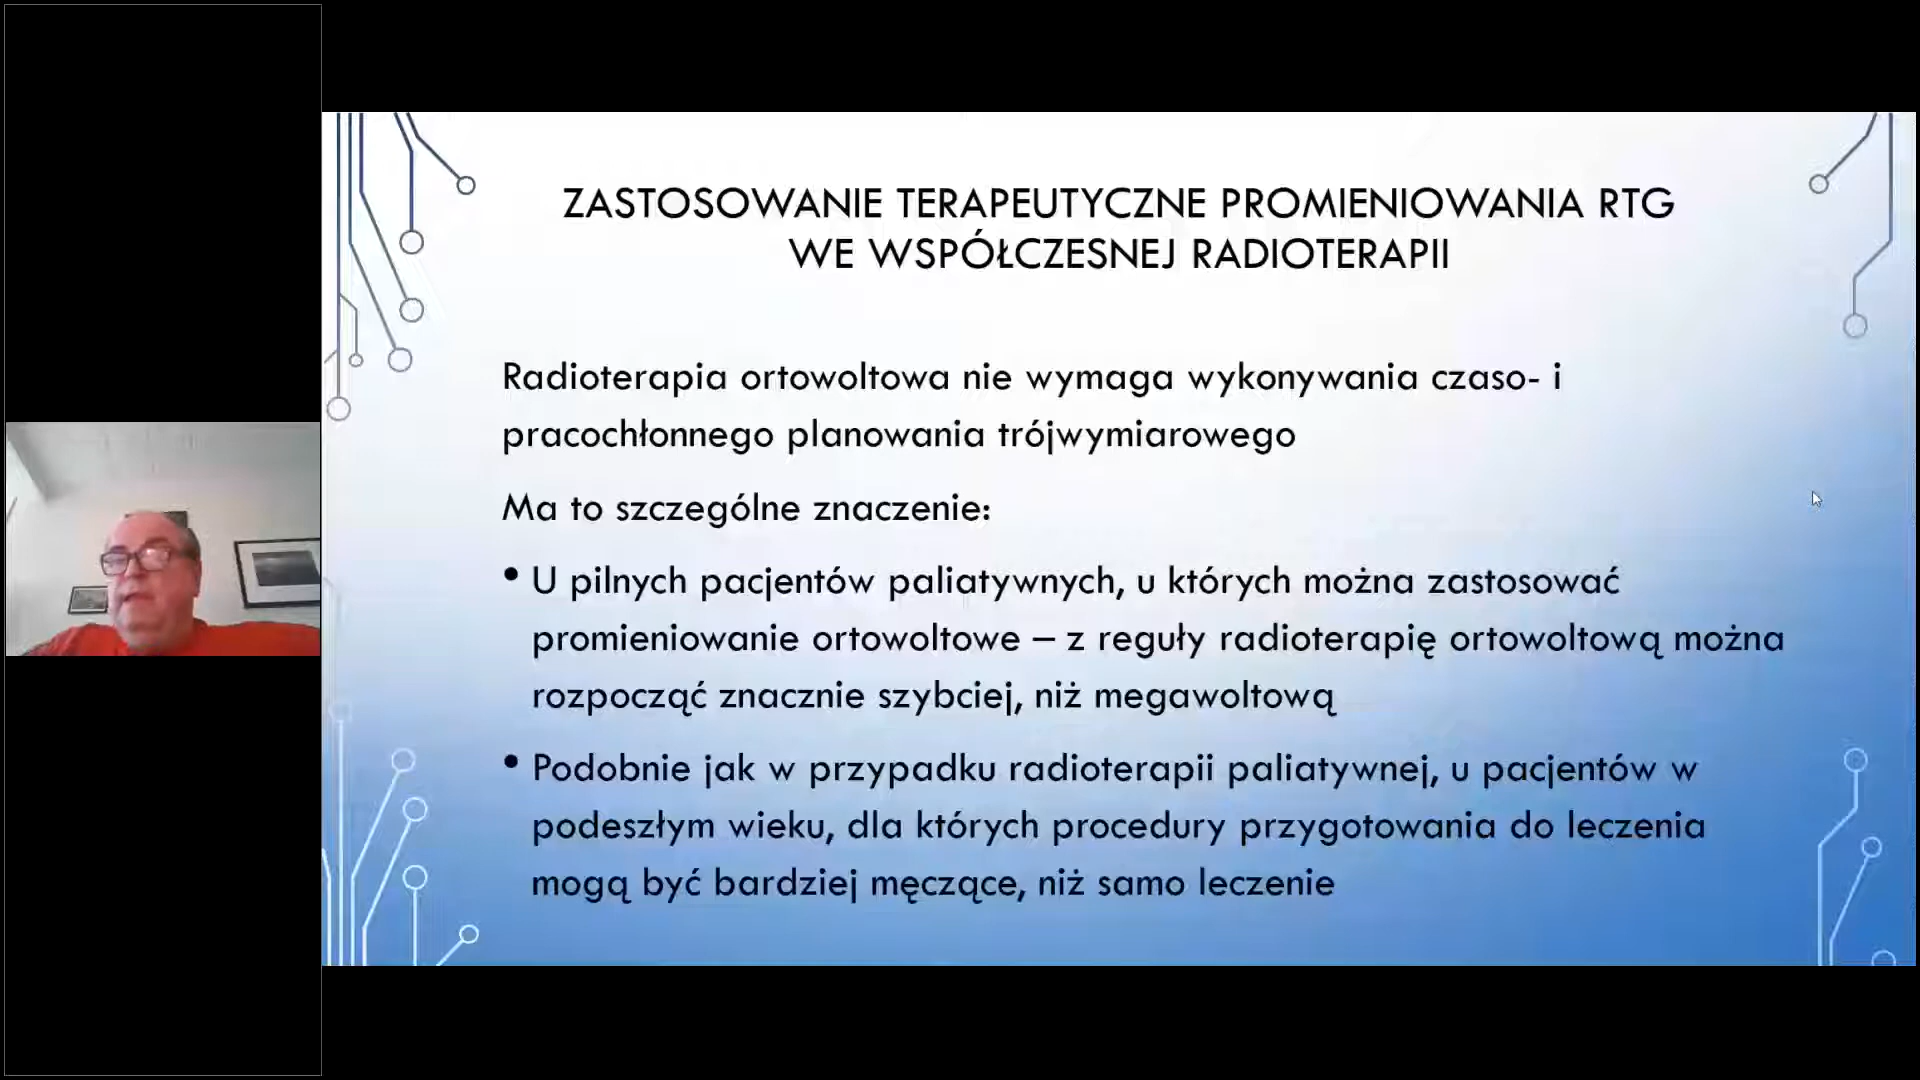 ZASTOSOWANIE TERAPEUTYCZNE PROMIENIOWANIA RTG
WE WSPÓŁCZESNEJ RADIOTERAPII
Radioterapia ortowoltowa nie wymaga wykonywania czaso- i
pracochłonnego planowania trójwymiarowego
Ma to szczególne znaczenie:
• U pilnych pacjentów paliatywnych, u których można zastosować
promieniowanie ortowoltowe – z reguły radioterapię ortowoltową można
rozpocząć znacznie szybciej, niż megawoltową
• Podobnie jak w przypadku radioterapii paliatywnej, u pacjentów w
podeszłym wieku, dla których procedury przygotowania do leczenia
mogą być bardziej męczące, niż samo leczenie